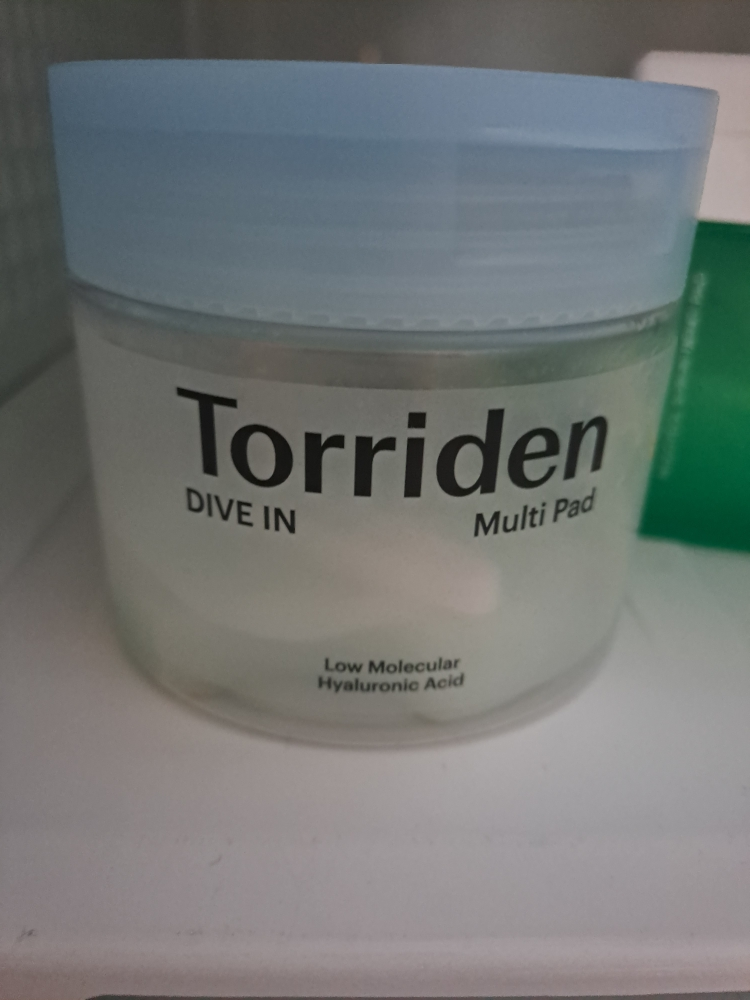 Torriden
DIVE IN Multi Pad
Low Molecular
Hyaluronic Acid